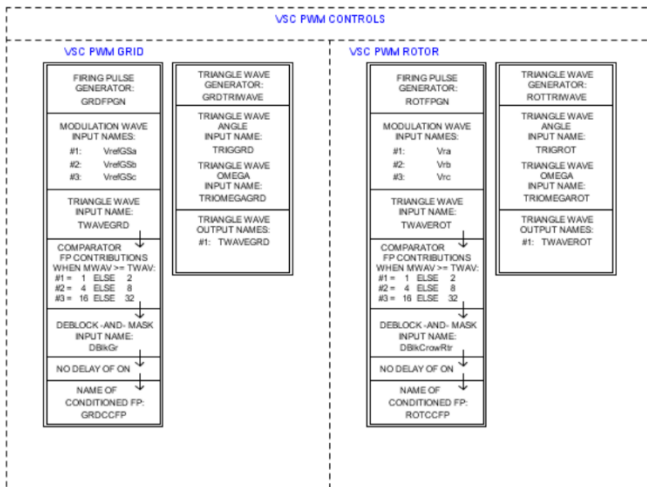 VSC PWM CONTROLS
VSC PWM GRID
FIRING PULSE
GENERATOR:
GRDFPGN
MODULATION WAVE
INPUT NAMES:
#1: VrefGSa
#2: VrefGSb
#3: VrefGSc
TRIANGLE WAVE
INPUT NAME:
TWAVEGRD
COMPARATOR
FP CONTRIBUTIONS
WHEN MWAV >= TWAV:
#1 = 1 ELSE 2
#2 = 4 ELSE 8
#3 = 16 ELSE 32
DEBLOCK -AND- MASK
INPUT NAME:
DBlkGr
NO DELAY OF ON
NAME OF
CONDITIONED FP:
GRDCCFP
TRIANGLE WAVE
GENERATOR:
GRDTRIWAVE
TRIANGLE WAVE
ANGLE
INPUT NAME:
TRIGGRD
TRIANGLE WAVE
OMEGA
INPUT NAME:
TRIOMEGAGRD
TRIANGLE WAVE
OUTPUT NAMES:
#1: TWAVEGRD
VSC PWM ROTOR
FIRING PULSE
GENERATOR:
ROTFPGN
MODULATION WAVE
INPUT NAMES:
#1: Vra
#2: Vrb
#3: Vrc
TRIANGLE WAVE
INPUT NAME:
TWAVEROT
COMPARATOR
FP CONTRIBUTIONS
WHEN MWAV >= TWAV:
#1 = 1 ELSE 2
#2 = 4 ELSE 8
#3 = 16 ELSE 32
DEBLOCK -AND- MASK
INPUT NAME:
DBlkCrowRtr
NO DELAY OF ON
NAME OF
CONDITIONED FP:
ROTCCFP
TRIANGLE WAVE
GENERATOR:
ROTTRIWAVE
TRIANGLE WAVE
ANGLE
INPUT NAME:
TRIGROT
TRIANGLE WAVE
OMEGA
INPUT NAME:
TRIOMEGAROT
TRIANGLE WAVE
OUTPUT NAMES:
#1: TWAVEROT